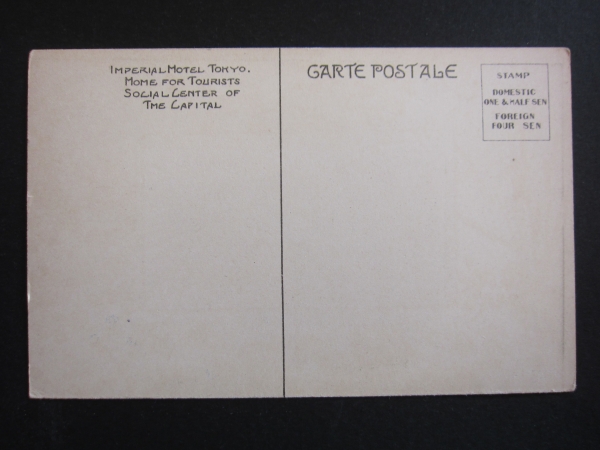 IMPERIAL HOTEL TOKYO.
HOME FOR TOURISTS
SOCIAL CENTER OF
THE CAPITAL
CARTE POSTALE
STAMP
DOMESTIC
ONE & HALF SEN
FOREIGN
FOUR SEN